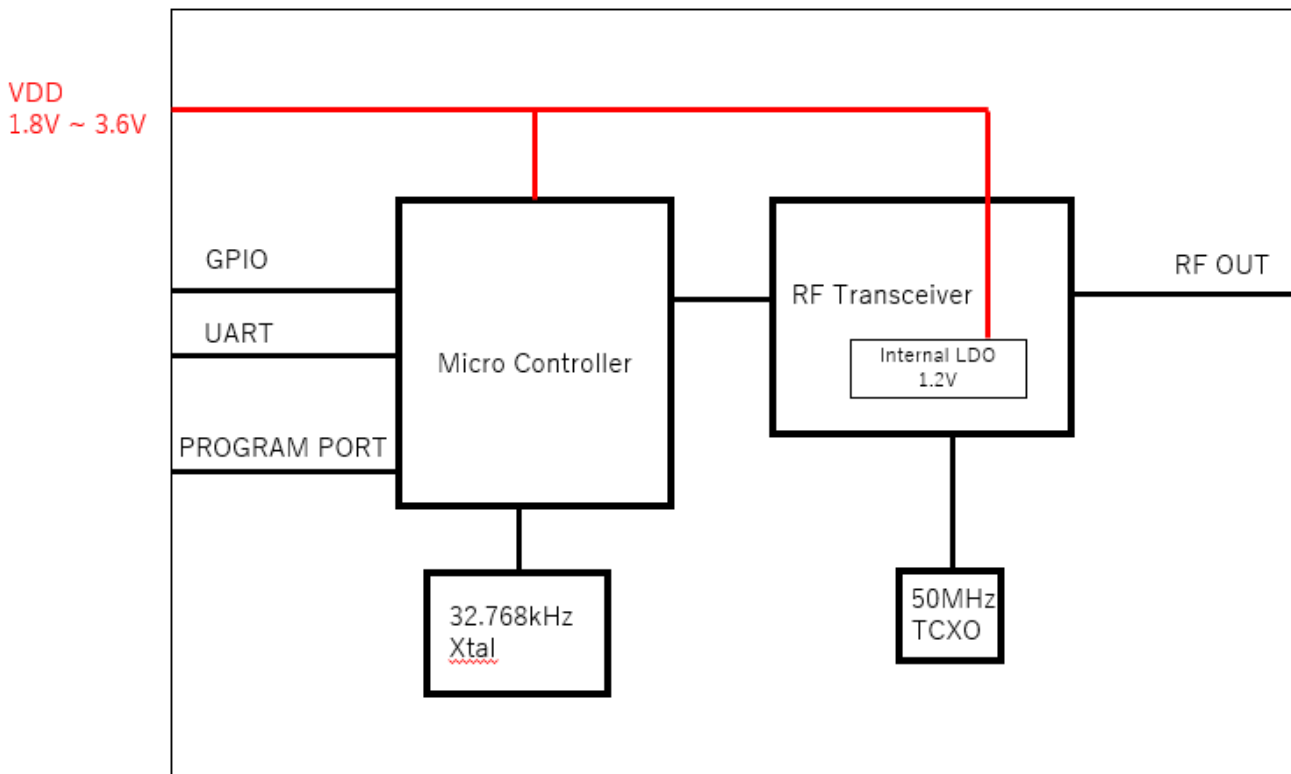 VDD
1.8V ~ 3.6V
GPIO
UART
PROGRAM PORT
Micro Controller
RF Transceiver
Internal LDO
1.2V
RF OUT
32.768kHz
Xtal
50MHz
TCXO